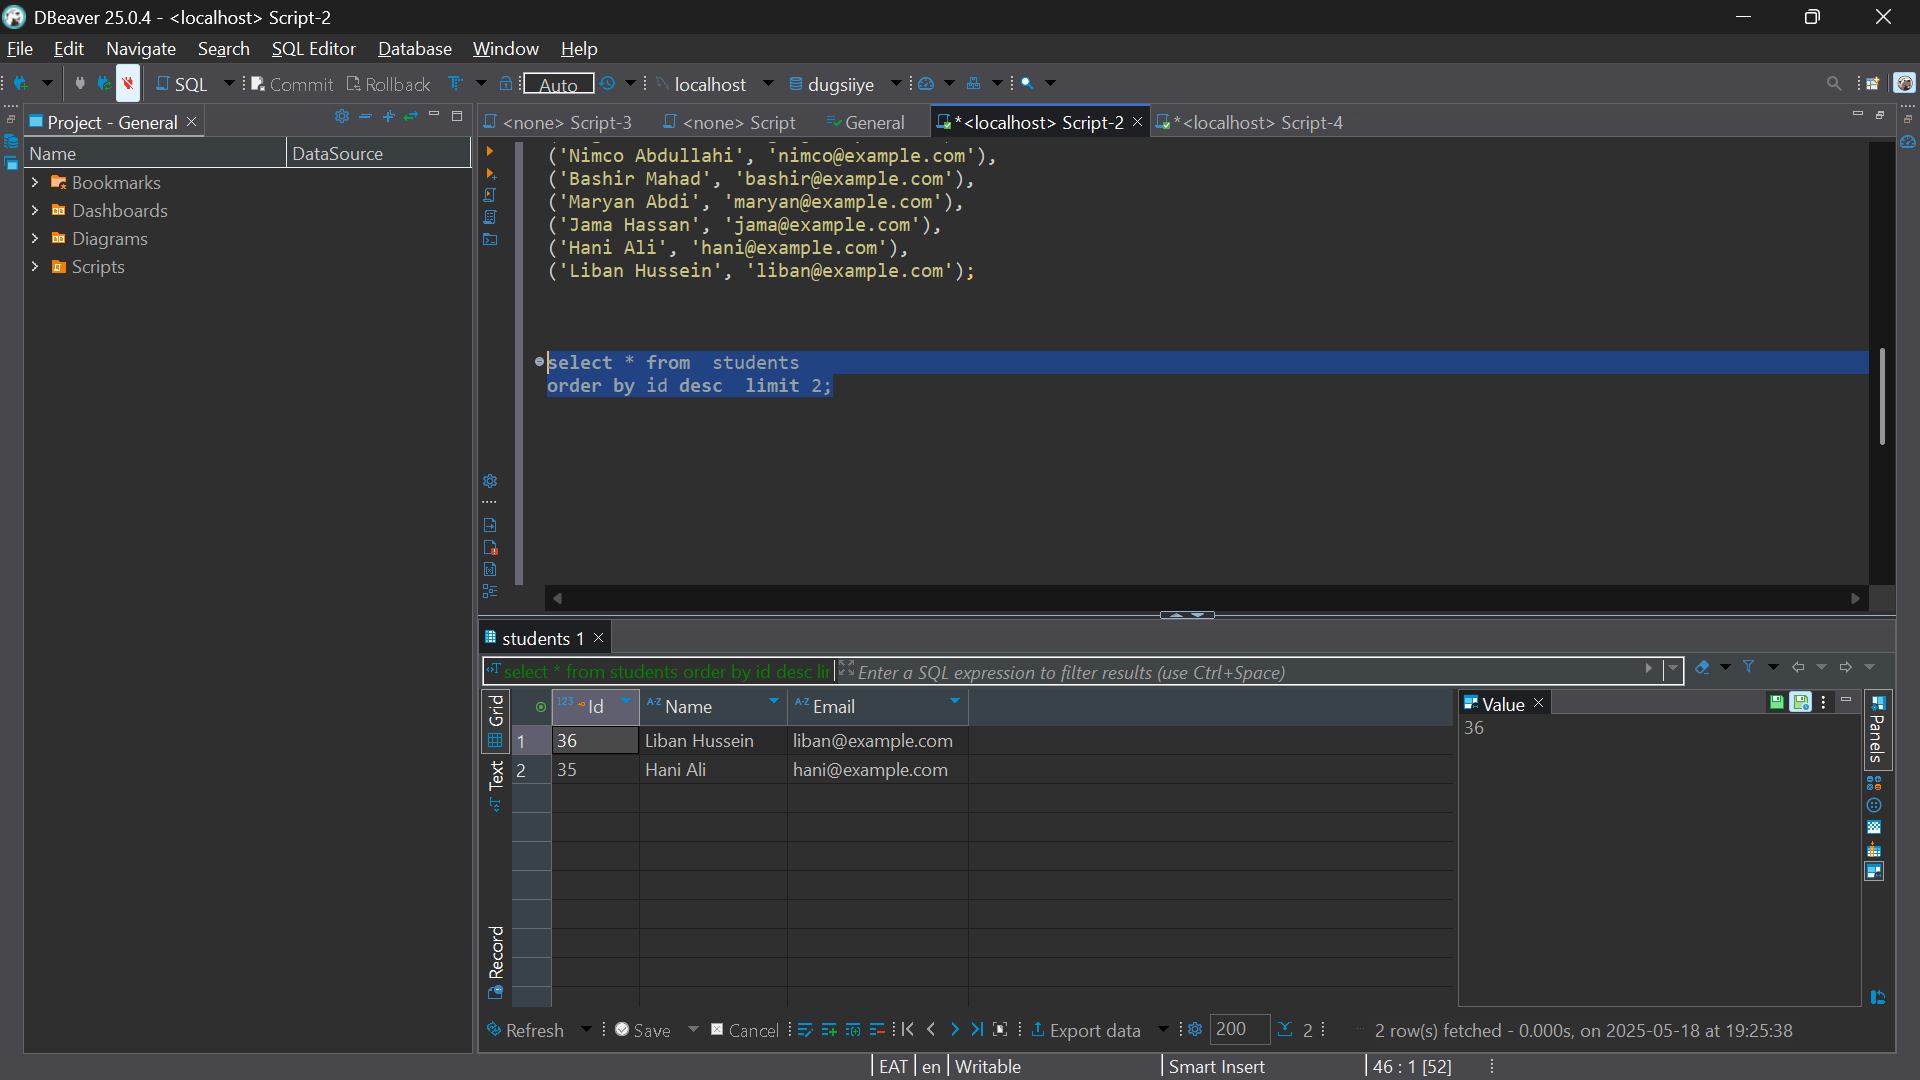 DBeaver 25.0.4 - <localhost> Script-2
File Edit Navigate Search SQL Editor Database Window Help
SQL Commit Rollback Auto localhost dugsiiye
Project - General
Name DataSource
Bookmarks
Dashboards
Diagrams
Scripts
<none> Script-3 <none> Script General *<localhost> Script-2 *<localhost> Script-4
('Nimco Abdullahi', 'nimco@example.com'),
('Bashir Mahad', 'bashir@example.com'),
('Maryan Abdi', 'maryan@example.com'),
('Jama Hassan', 'jama@example.com'),
('Hani Ali', 'hani@example.com'),
('Liban Hussein', 'liban@example.com');
select * from students
order by id desc limit 2;
students 1
select * from students order by id desc lir Enter a SQL expression to filter results (use Ctrl+Space)
Grid
Text
Record
123 Id A-Z Name A-Z Email
1 36 Liban Hussein liban@example.com
2 35 Hani Ali hani@example.com
Value
36
Panels
Refresh Save Cancel Export data 200 2 2 row(s) fetched - 0.000s, on 2025-05-18 at 19:25:38
EAT en Writable Smart Insert 46 : 1 [52]